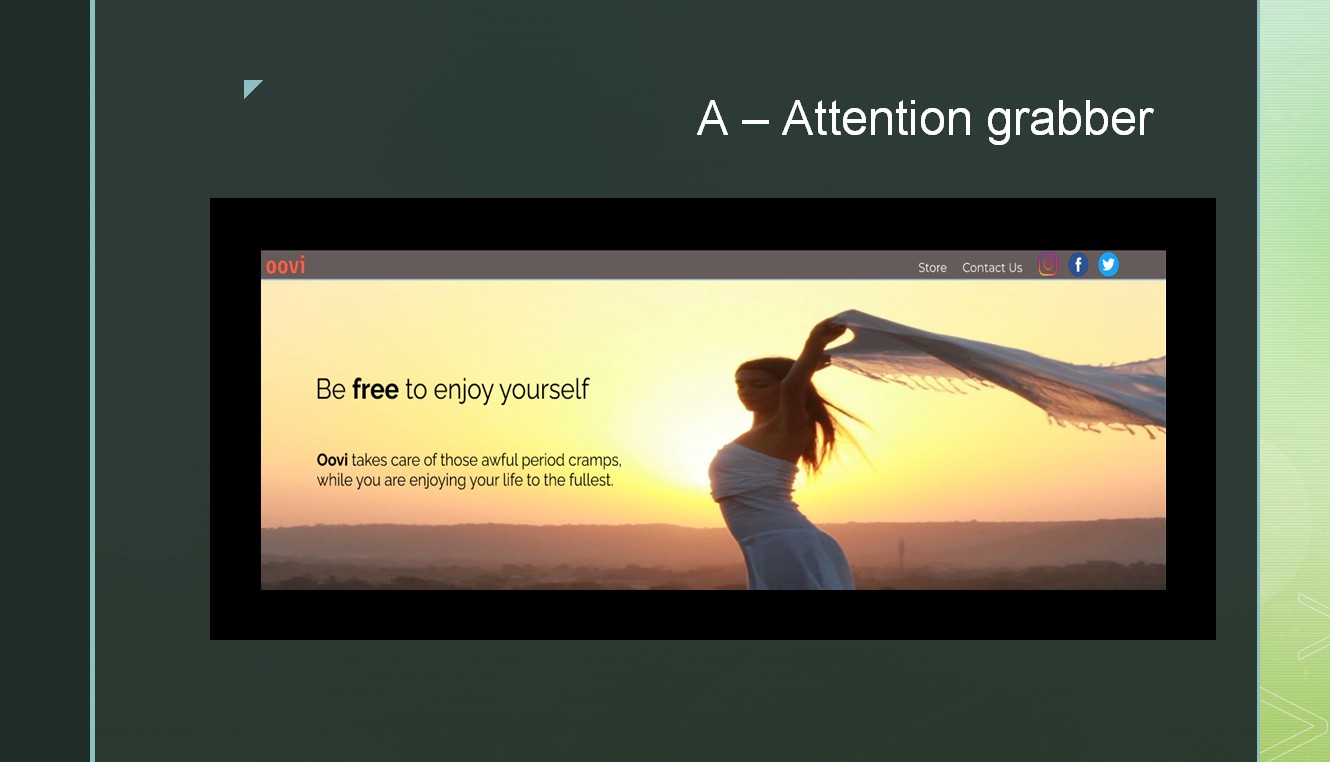 A – Attention grabber
oovi
Store Contact Us
Be free to enjoy yourself
Oovi takes care of those awful period cramps,
while you are enjoying your life to the fullest.